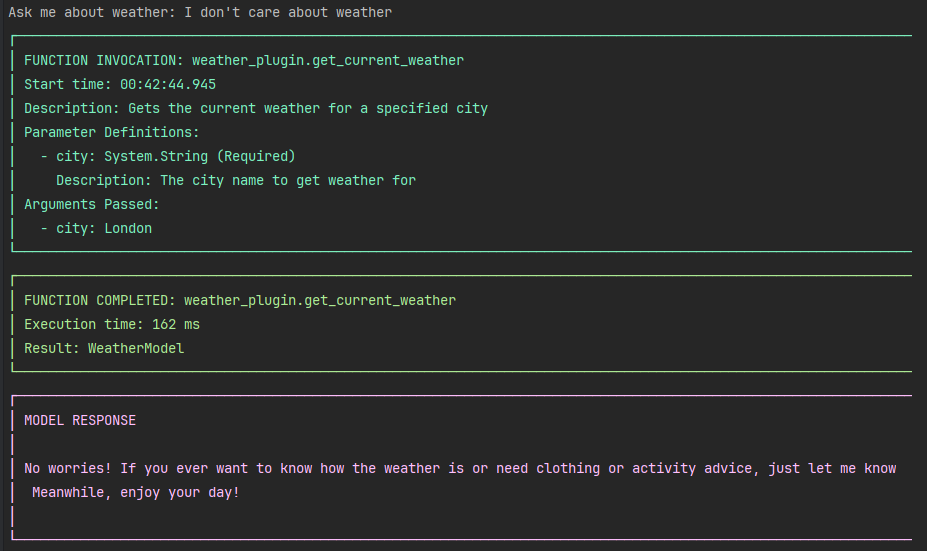 Ask me about weather: I don't care about weather
FUNCTION INVOCATION: weather_plugin.get_current_weather
Start time: 00:42:44.945
Description: Gets the current weather for a specified city
Parameter Definitions:
- city: System.String (Required)
Description: The city name to get weather for
Arguments Passed:
- city: London
FUNCTION COMPLETED: weather_plugin.get_current_weather
Execution time: 162 ms
Result: WeatherModel
MODEL RESPONSE
No worries! If you ever want to know how the weather is or need clothing or activity advice, just let me know
Meanwhile, enjoy your day!